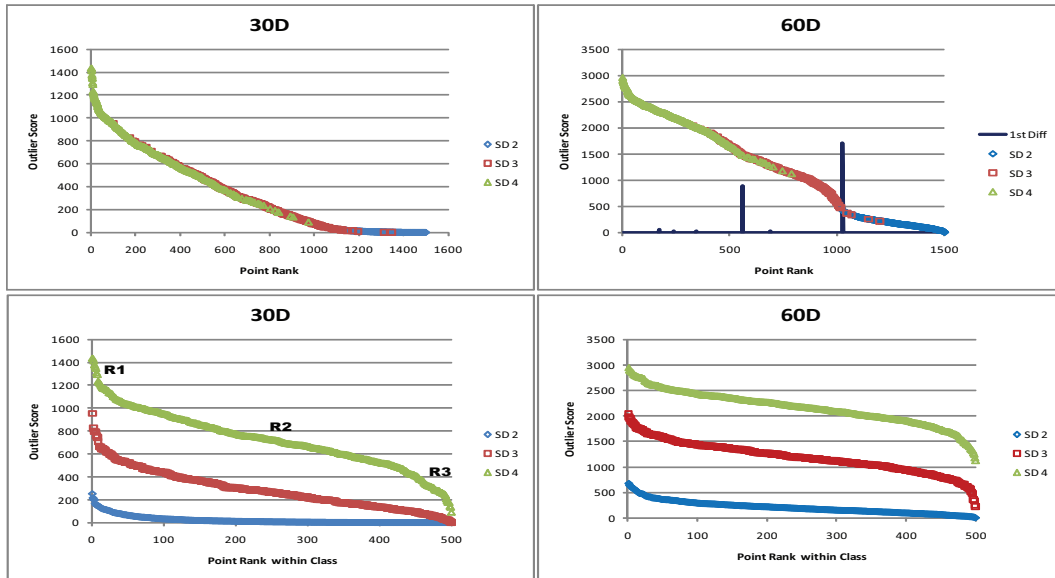 30D
1600
1400
1200
1000
800
600
400
200
0
Outlier Score
0 200 400 600 800 1000 1200 1400 1600
Point Rank
SD 2
SD 3
SD 4
60D
3500
3000
2500
2000
1500
1000
500
0
Outlier Score
0 500 1000 1500
Point Rank
1st Diff
SD 2
SD 3
SD 4
30D
1600
1400
1200
1000
800
600
400
200
0
Outlier Score
R1
R2
R3
0 100 200 300 400 500
Point Rank within Class
SD 2
SD 3
SD 4
60D
3500
3000
2500
2000
1500
1000
500
0
Outlier Score
0 100 200 300 400 500
Point Rank within Class
SD 2
SD 3
SD 4